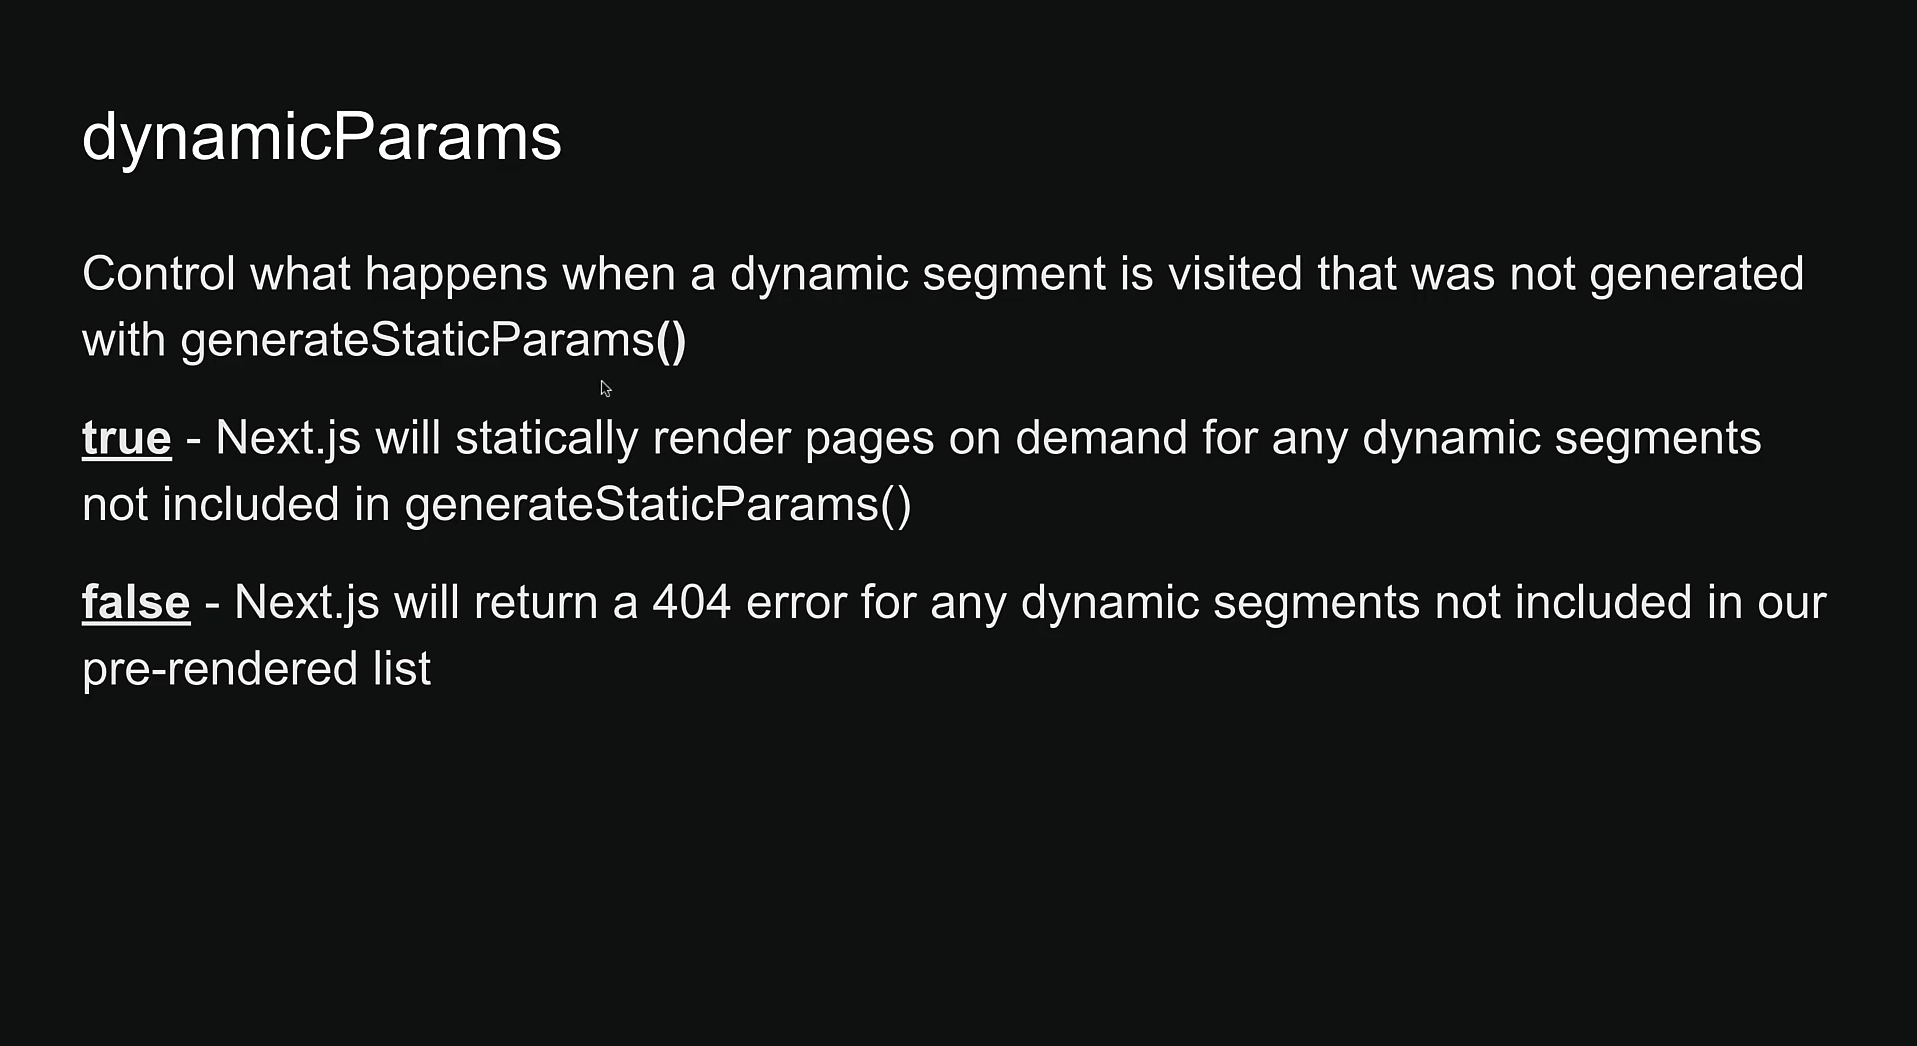 dynamicParams
Control what happens when a dynamic segment is visited that was not generated
with generateStaticParams()
true - Next.js will statically render pages on demand for any dynamic segments
not included in generateStaticParams()
false - Next.js will return a 404 error for any dynamic segments not included in our
pre-rendered list